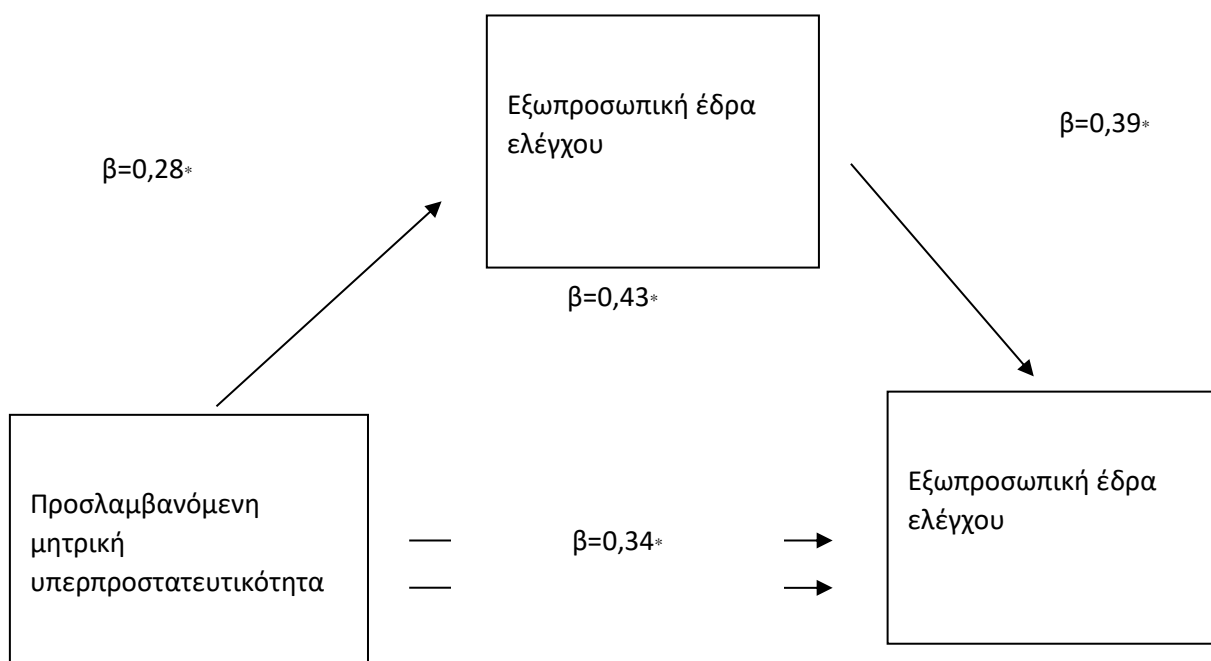 Εξωπροσωπική έδρα
ελέγχου
β=0,39*
β=0,28*
β=0,43*
Προσλαμβανόμενη
μητρική
υπερπροστατευτικότητα
β=0,34*
Εξωπροσωπική έδρα
ελέγχου